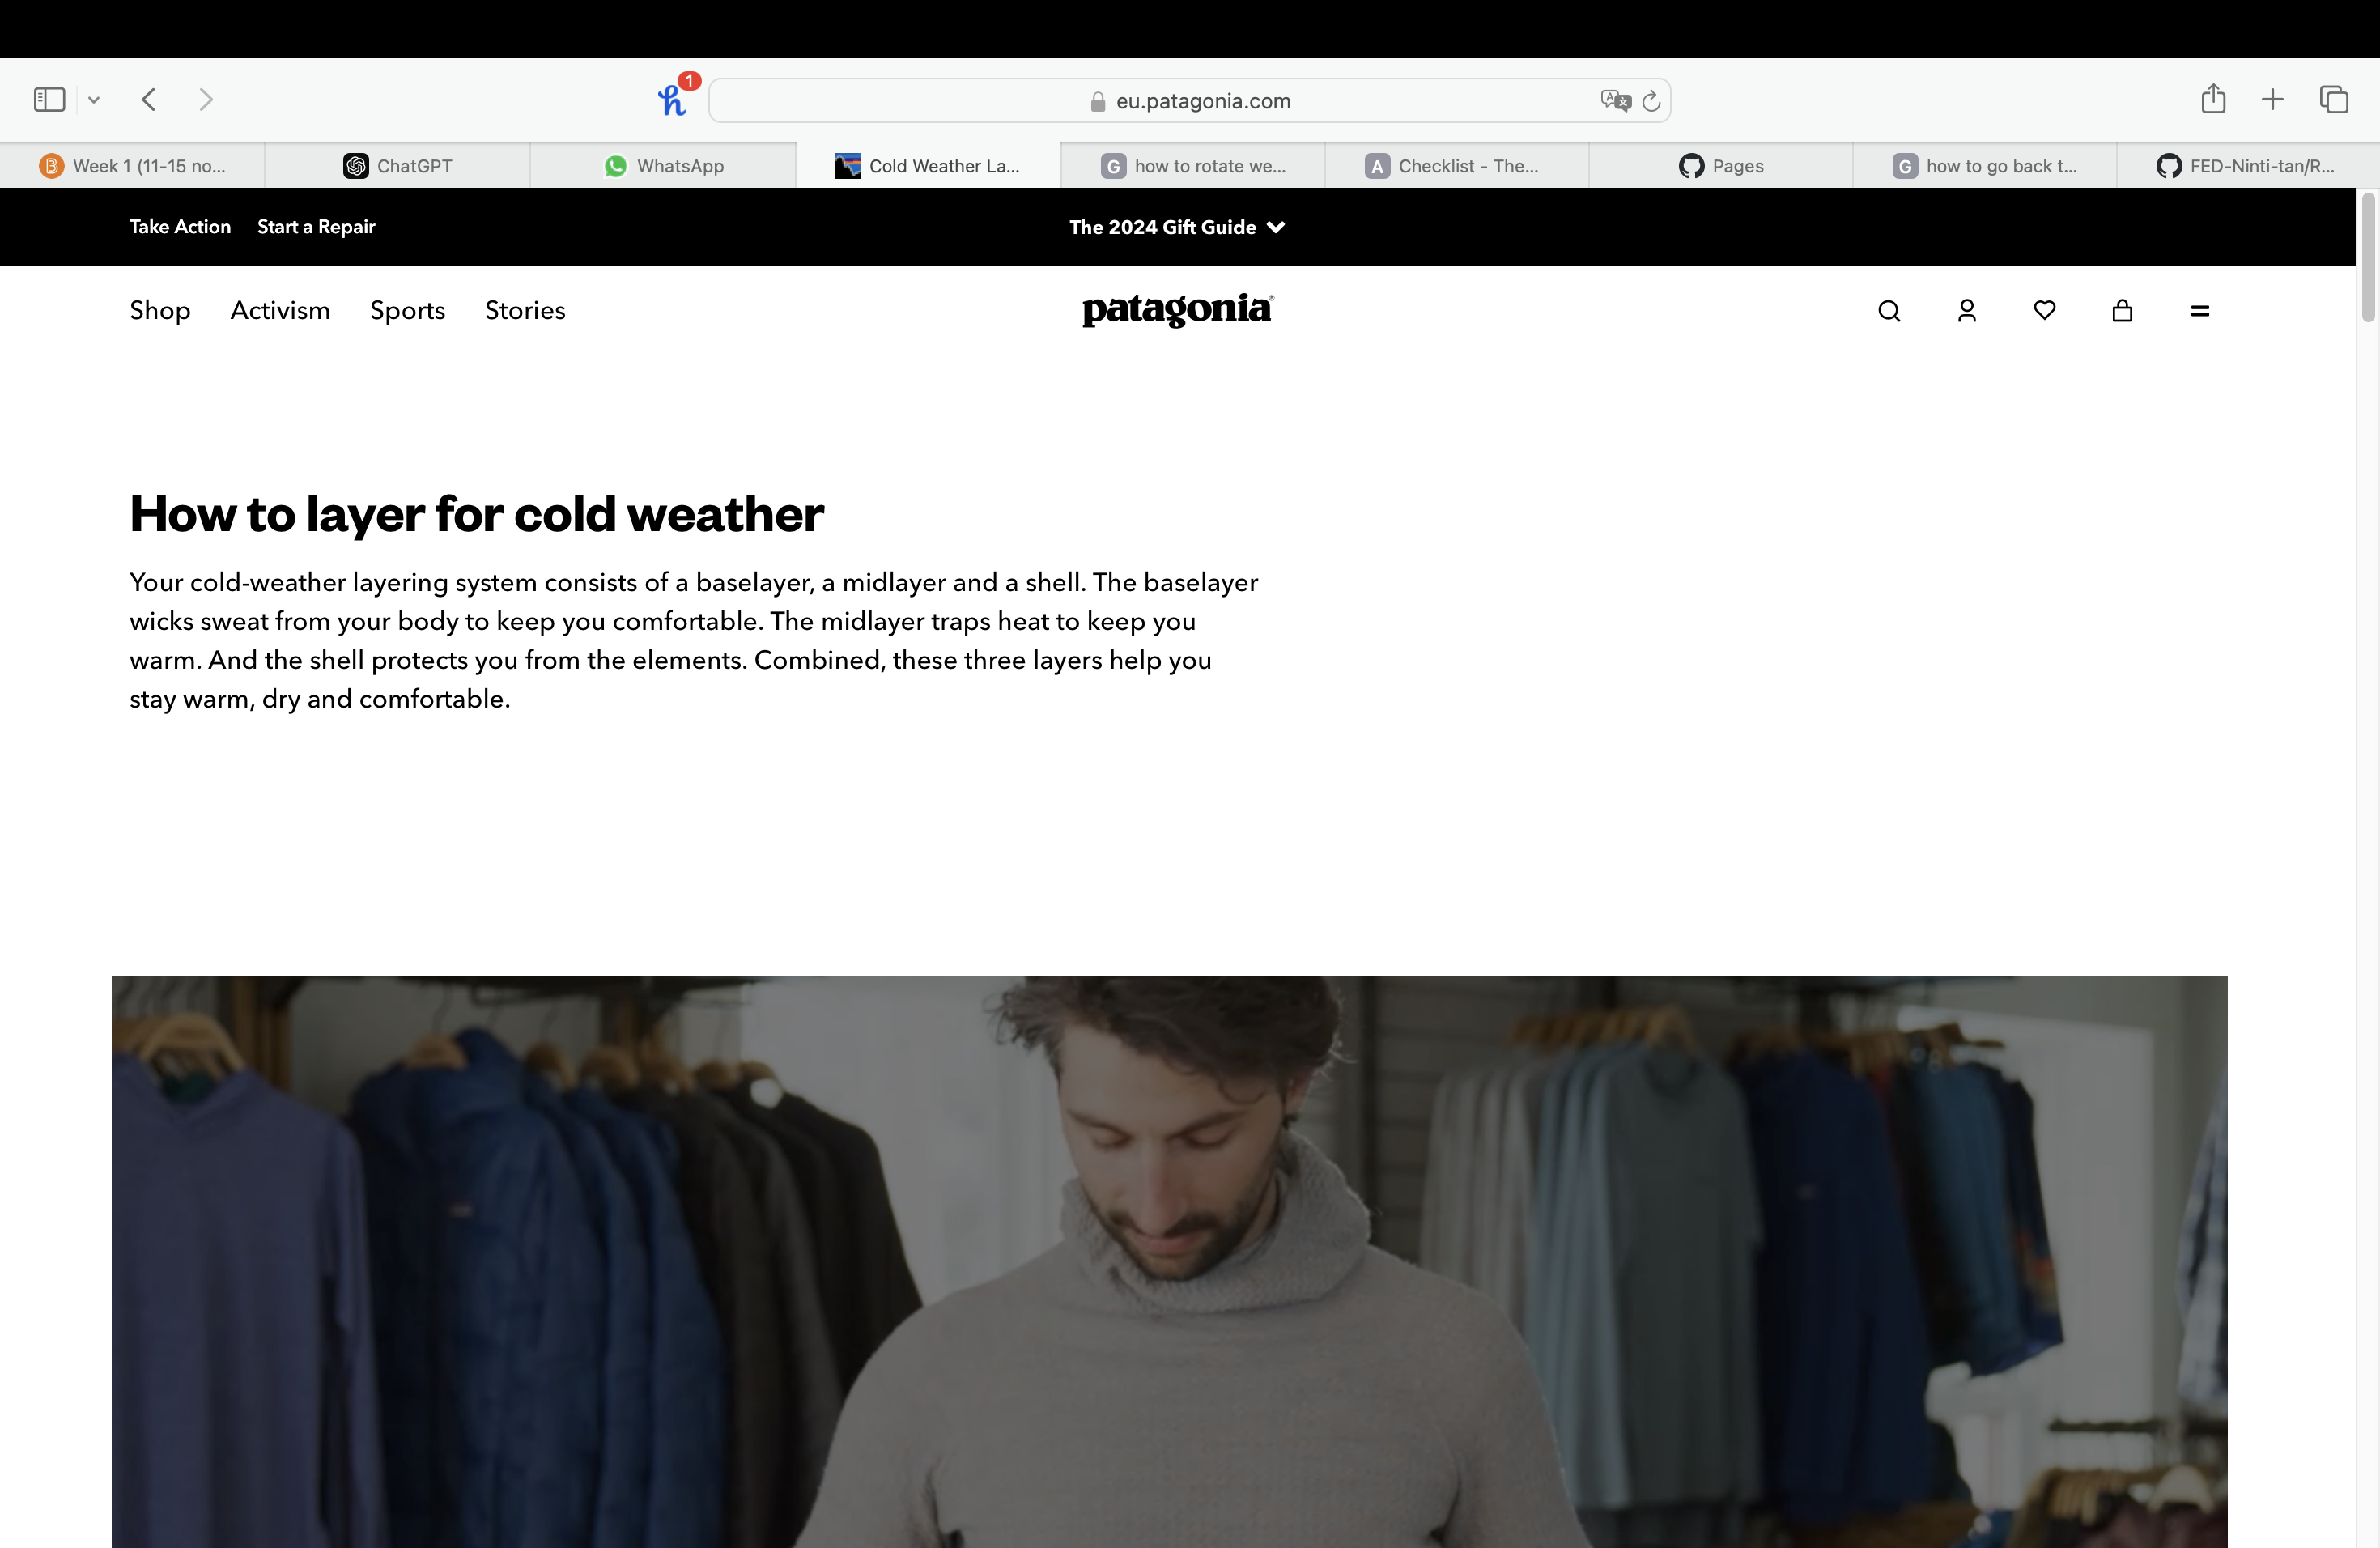 1
eu.patagonia.com
Week 1 (11-15 no...
ChatGPT
WhatsApp
Cold Weather La...
G how to rotate we...
A Checklist - The...
Pages
G how to go back t...
FED-Ninti-tan/R...
Take Action
Start a Repair
The 2024 Gift Guide
Shop
Activism
Sports
Stories
patagonia®
How to layer for cold weather
Your cold-weather layering system consists of a baselayer, a midlayer and a shell. The baselayer
wicks sweat from your body to keep you comfortable. The midlayer traps heat to keep you
warm. And the shell protects you from the elements. Combined, these three layers help you
stay warm, dry and comfortable.